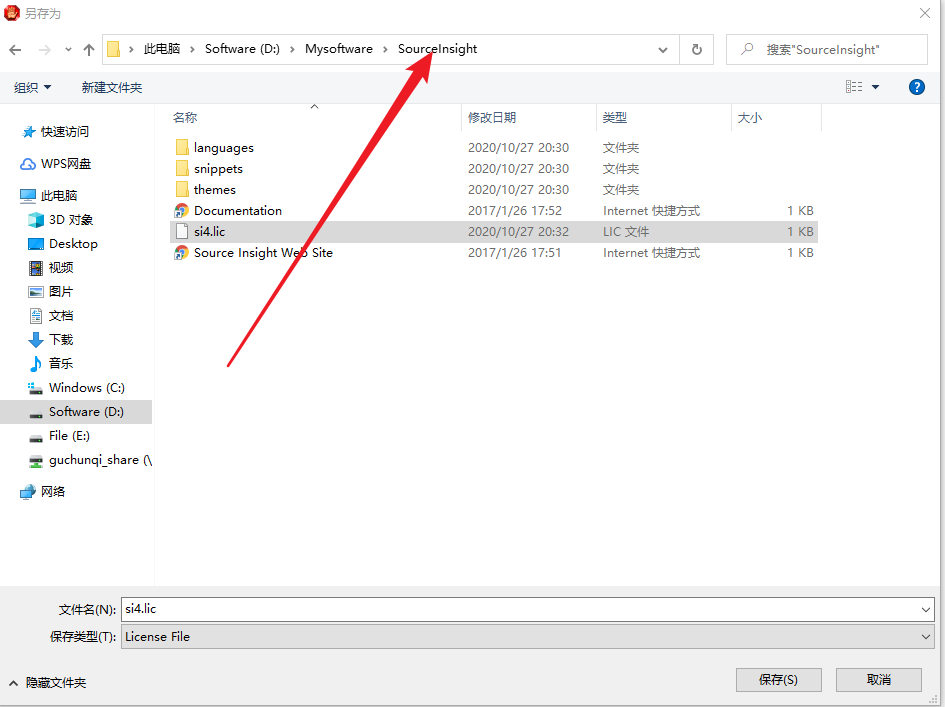 另存为
此电脑 › Software (D:) › Mysoftware › SourceInsight
搜索"SourceInsight"
组织 新建文件夹
名称 修改日期 类型 大小
快速访问
WPS网盘
此电脑
3D 对象
Desktop
视频
图片
文档
下载
音乐
Windows (C:)
Software (D:)
File (E:)
guchunqi_share (\
网络
languages 2020/10/27 20:30 文件夹
snippets 2020/10/27 20:30 文件夹
themes 2020/10/27 20:30 文件夹
Documentation 2017/1/26 17:52 Internet 快捷方式 1 KB
si4.lic 2020/10/27 20:32 LIC 文件 1 KB
Source Insight Web Site 2017/1/26 17:51 Internet 快捷方式 1 KB
文件名(N): si4.lic
保存类型(T): License File
隐藏文件夹
保存(S) 取消